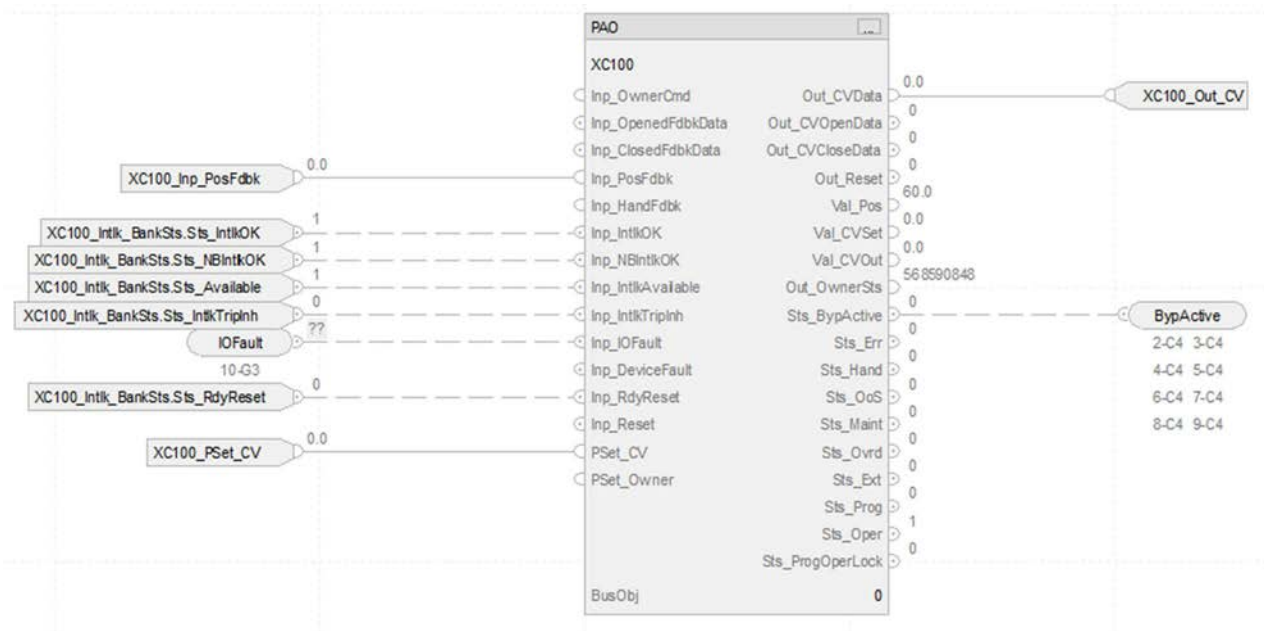 PAO ...
XC100
Inp_OwnerCmd Out_CVData 0.0 XC100_Out_CV
Inp_OpenedFdbkData Out_CVOpenData 0
Inp_ClosedFdbkData Out_CVCloseData 0
XC100_Inp_PosFdbk 0.0 Inp_PosFdbk Out_Reset 0
Inp_HandFdbk Val_Pos 60.0
XC100_Intlk_BankSts.Sts_IntlkOK 1 Inp_IntlkOK Val_CVSet 0.0
XC100_Intlk_BankSts.Sts_NBIntlkOK 1 Inp_NBIntlkOK Val_CVOut 0.0
XC100_Intlk_BankSts.Sts_Available 1 Inp_IntlkAvailable Out_OwnerSts 568590848
XC100_Intlk_BankSts.Sts_IntlkTripInh 0 Inp_IntlkTripInh Sts_BypActive 0 BypActive
IOFault ?? Inp_IOFault Sts_Err 0 2-C4 3-C4
10-G3 Inp_DeviceFault Sts_Hand 0 4-C4 5-C4
XC100_Intlk_BankSts.Sts_RdyReset 0 Inp_RdyReset Sts_OoS 0 6-C4 7-C4
Inp_Reset Sts_Maint 0 8-C4 9-C4
XC100_PSet_CV 0.0 PSet_CV Sts_Ovrd 0
PSet_Owner Sts_Ext 0
Sts_Prog 0
Sts_Oper 1
Sts_ProgOperLock 0
BusObj 0